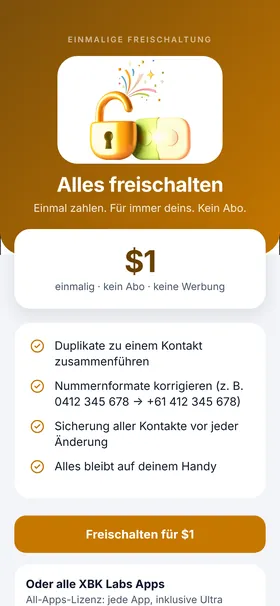 EINMALIGE FREISCHALTUNG
Alles freischalten
Einmal zahlen. Für immer deins. Kein Abo.
$1
einmalig · kein Abo · keine Werbung
Duplikate zu einem Kontakt
zusammenführen
Nummernformate korrigieren (z. B.
0412 345 678 → +61 412 345 678)
Sicherung aller Kontakte vor jeder
Änderung
Alles bleibt auf deinem Handy
Freischalten für $1
Oder alle XBK Labs Apps
All-Apps-Lizenz: jede App, inklusive Ultra